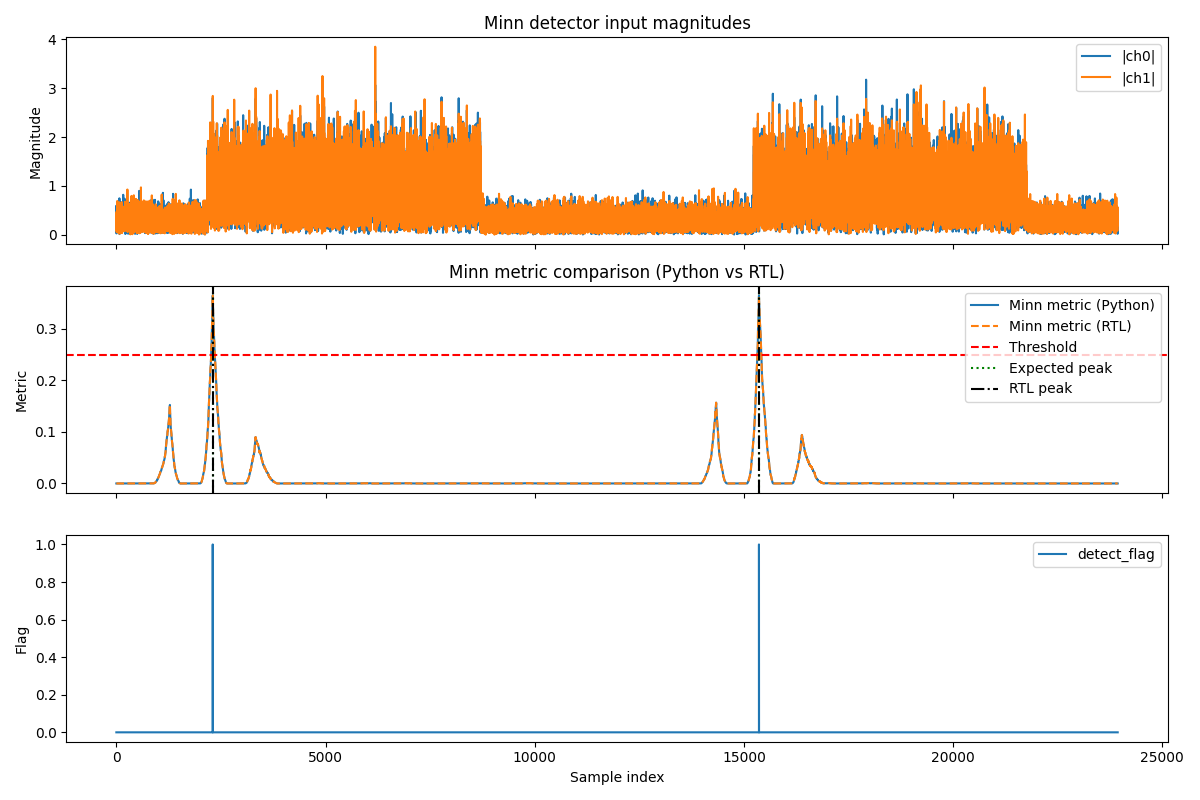 Minn detector input magnitudes
4
3
2
1
0
Magnitude
|ch0|
|ch1|
Minn metric comparison (Python vs RTL)
0.3
0.2
0.1
0.0
Metric
Minn metric (Python)
Minn metric (RTL)
Threshold
Expected peak
RTL peak
1.0
0.8
0.6
0.4
0.2
0.0
Flag
detect_flag
0
5000
10000
15000
20000
25000
Sample index